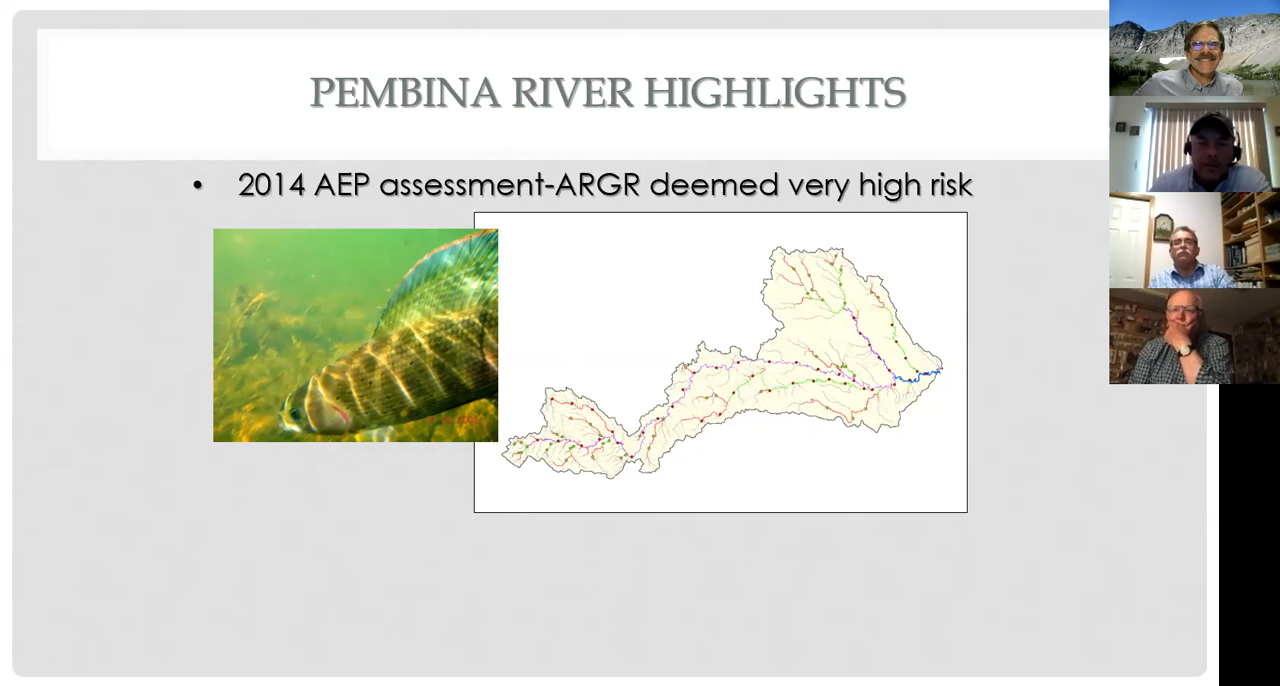 PEMBINA RIVER HIGHLIGHTS
• 2014 AEP assessment-ARGR deemed very high risk